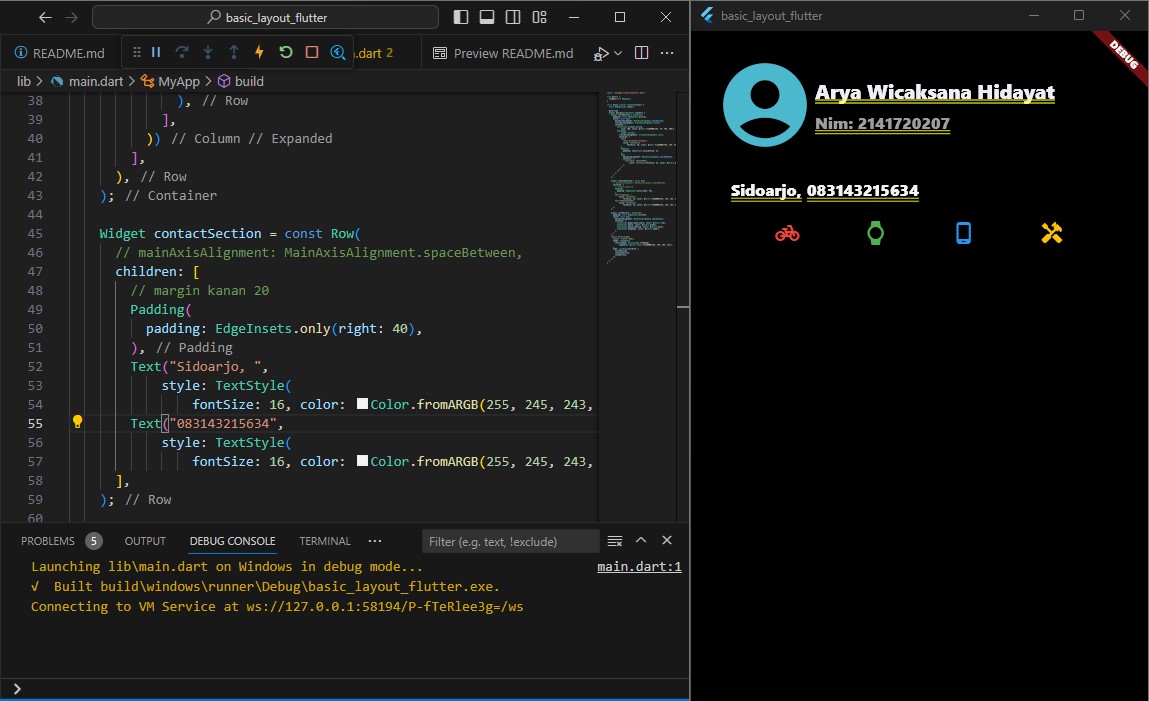 basic_layout_flutter
README.md
.dart 2
Preview README.md
lib > main.dart > MyApp > build
38 ), // Row
39 ],
40 )) // Column // Expanded
41 ],
42 ), // Row
43 ); // Container
44
45 Widget contactSection = const Row(
46 // mainAxisAlignment: MainAxisAlignment.spaceBetween,
47 children: [
48 // margin kanan 20
49 Padding(
50 padding: EdgeInsets.only(right: 40),
51 ), // Padding
52 Text("Sidoarjo, ",
53 style: TextStyle(
54 fontSize: 16, color: Color.fromARGB(255, 245, 243,
55 Text("083143215634",
56 style: TextStyle(
57 fontSize: 16, color: Color.fromARGB(255, 245, 243,
58 ],
59 ); // Row
60
PROBLEMS 5 OUTPUT DEBUG CONSOLE TERMINAL ... Filter (e.g. text, !exclude)
Launching lib\main.dart on Windows in debug mode... main.dart:1
√ Built build\windows\runner\Debug\basic_layout_flutter.exe.
Connecting to VM Service at ws://127.0.0.1:58194/P-fTeRlee3g=/ws
basic_layout_flutter
DEBUG
Arya Wicaksana Hidayat
Nim: 2141720207
Sidoarjo, 083143215634